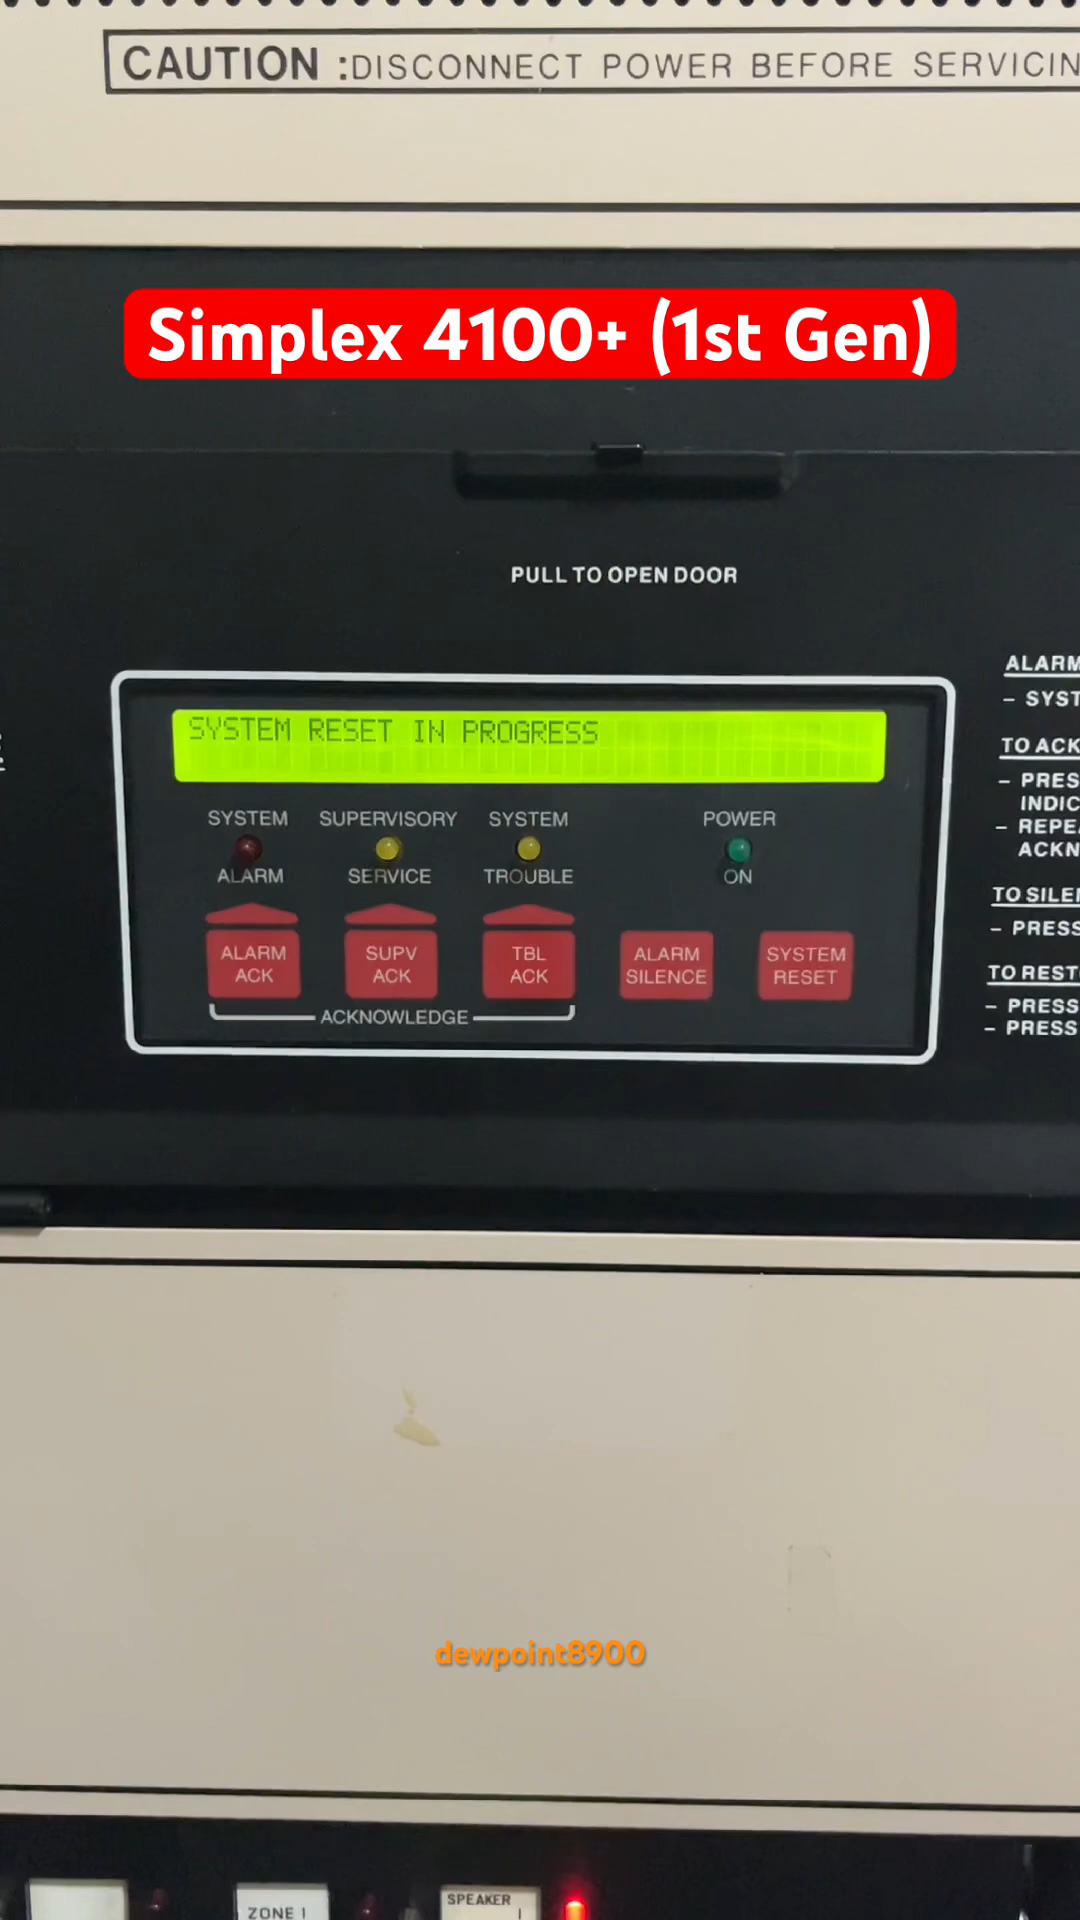 CAUTION :DISCONNECT POWER BEFORE SERVICIN
Simplex 4100+ (1st Gen)
PULL TO OPEN DOOR
SYSTEM RESET IN PROGRESS
SYSTEM SUPERVISORY SYSTEM POWER
ALARM SERVICE TROUBLE ON
ALARM ACK
SUPV ACK
TBL ACK
ALARM SILENCE
SYSTEM RESET
ACKNOWLEDGE
ALARM
– SYST
TO ACK
– PRES
INDIC
– REPEA
ACKN
TO SILE
– PRESS
TO REST
– PRESS
– PRESS
dewpoint8900
ZONE 1
SPEAKER
1